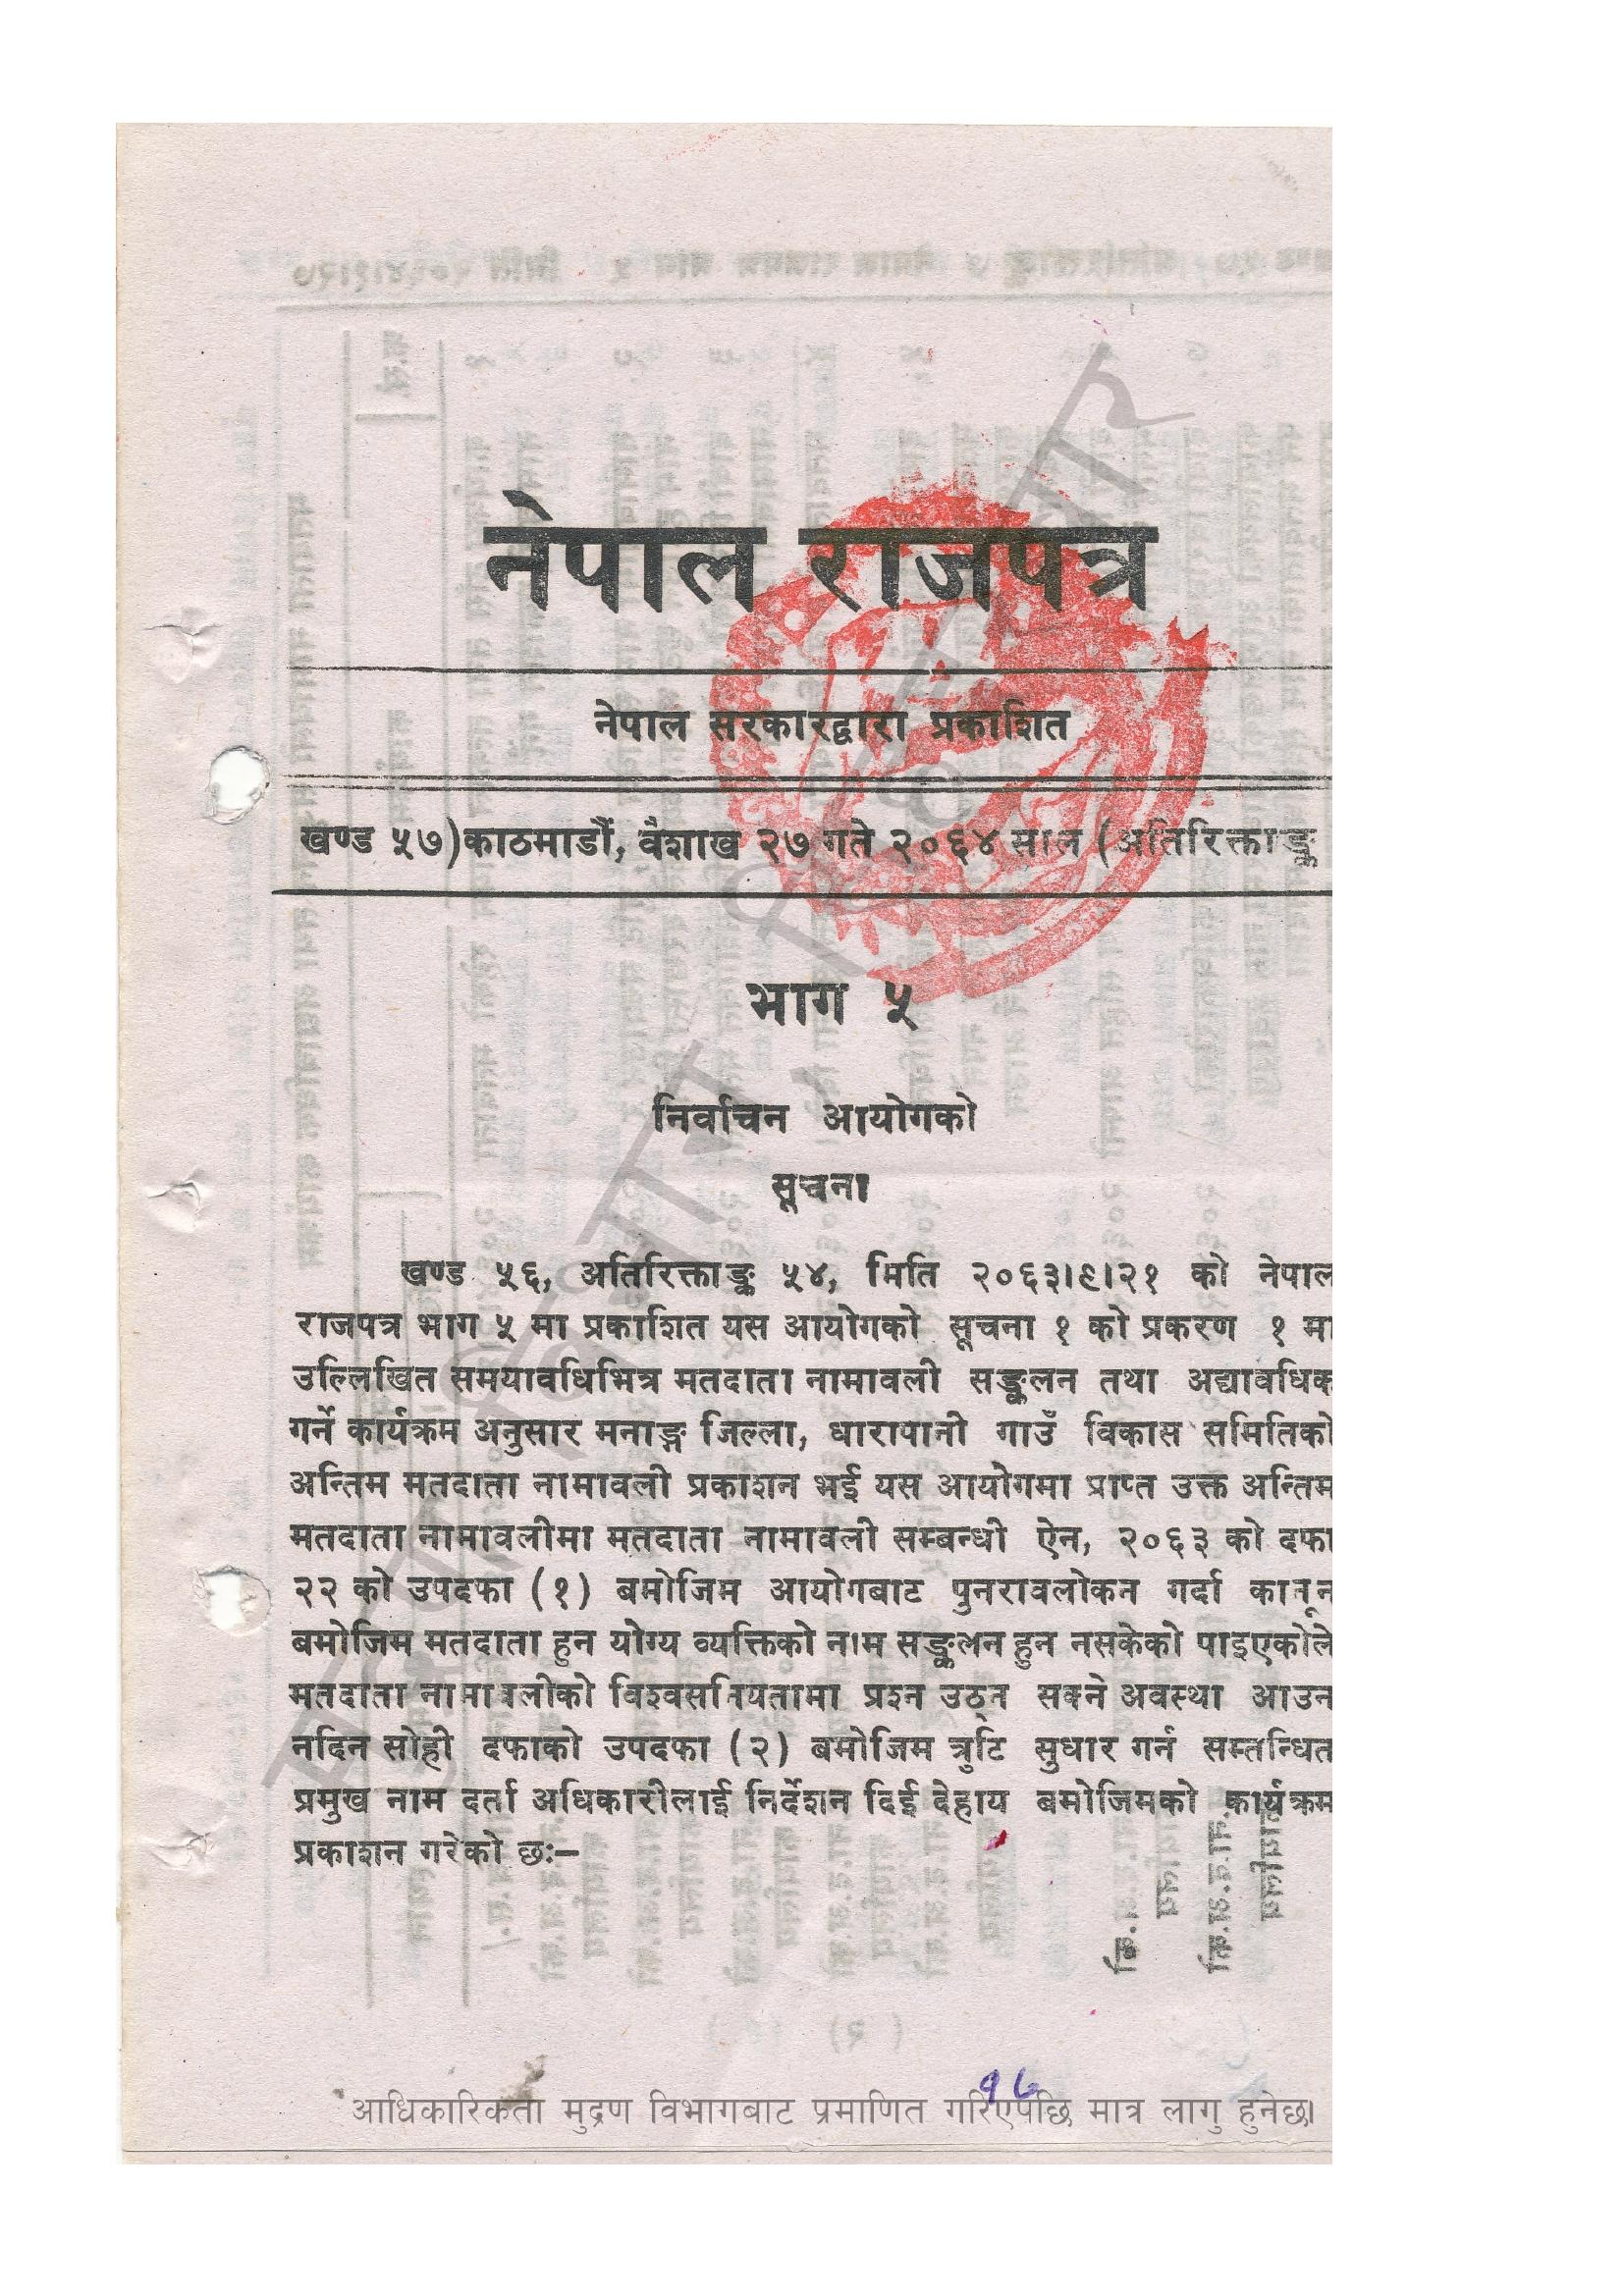 नेपाल राजपत्र
नेपाल सरकारद्वारा प्रकाशित
खण्ड ५७) काठमाडौं, वैशाख २७ गते २०६४ साल (अतिरिक्ताङ्क
भाग ५
निर्वाचन आयोगको
सूचना
खण्ड ५६, अतिरिक्ताङ्क ५४, मिति २०६३।९।२१ को नेपाल
राजपत्र भाग ५ मा प्रकाशित यस आयोगको सूचना १ को प्रकरण १ मा
उल्लिखित समयावधिभित्र मतदाता नामावली सङ्कलन तथा अद्यावधिक
गर्ने कार्यक्रम अनुसार मनाङ्ग जिल्ला, धारापानी गाउँ विकास समितिको
अन्तिम मतदाता नामावली प्रकाशन भई यस आयोगमा प्राप्त उक्त अन्तिम
मतदाता नामावलीमा मतदाता नामावली सम्बन्धी ऐन, २०६३ को दफा
२२ को उपदफा (१) बमोजिम आयोगबाट पुनरावलोकन गर्दा कानून
बमोजिम मतदाता हुन योग्य व्यक्तिको नाम सङ्कलन हुन नसकेको पाइएकोले
मतदाता नामावलीको विश्वसनियतामा प्रश्न उठ्न सक्ने अवस्था आउन
नदिन सोही दफाको उपदफा (२) बमोजिम त्रुटि सुधार गर्न सम्तन्धित
प्रमुख नाम दर्ता अधिकारीलाई निर्देशन दिई देहाय बमोजिमको कार्यक्रम
प्रकाशन गरेको छः–
आधिकारिकता मुद्रण विभागबाट प्रमाणित गरिएपछि मात्र लागु हुनेछ।